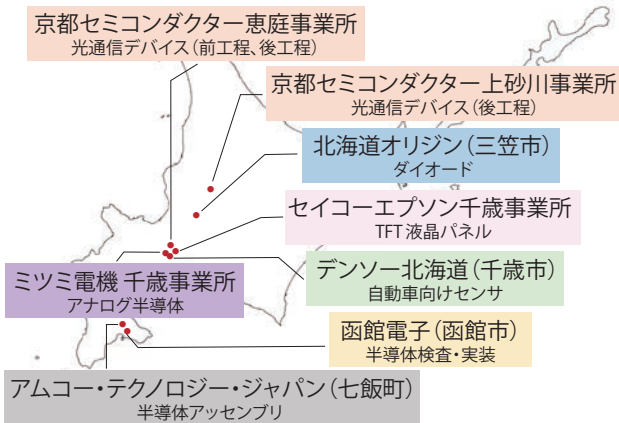 京都セミコンダクター恵庭事業所
光通信デバイス（前工程、後工程）
京都セミコンダクター上砂川事業所
光通信デバイス（後工程）
北海道オリジン（三笠市）
ダイオード
セイコーエプソン千歳事業所
TFT液晶パネル
ミツミ電機 千歳事業所
アナログ半導体
デンソー北海道（千歳市）
自動車向けセンサ
函館電子（函館市）
半導体検査・実装
アムコー・テクノロジー・ジャパン（七飯町）
半導体アッセンブリ